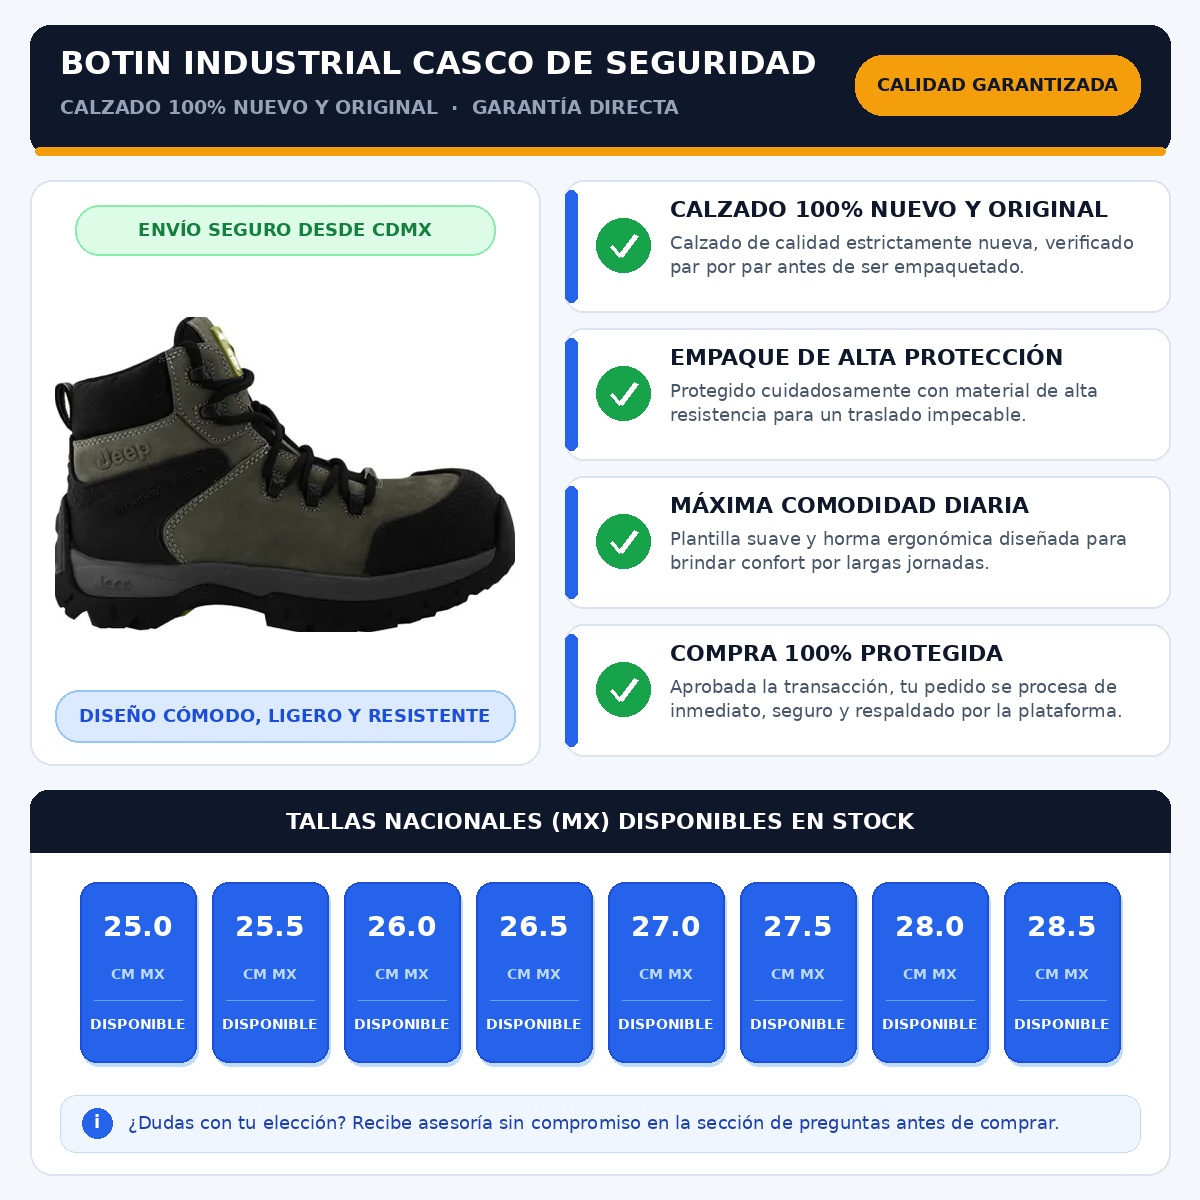 BOTIN INDUSTRIAL CASCO DE SEGURIDAD
CALZADO 100% NUEVO Y ORIGINAL · GARANTÍA DIRECTA
CALIDAD GARANTIZADA
ENVÍO SEGURO DESDE CDMX
Jeep
Jeep
DISEÑO CÓMODO, LIGERO Y RESISTENTE
CALZADO 100% NUEVO Y ORIGINAL
Calzado de calidad estrictamente nueva, verificado
par por par antes de ser empaquetado.
EMPAQUE DE ALTA PROTECCIÓN
Protegido cuidadosamente con material de alta
resistencia para un traslado impecable.
MÁXIMA COMODIDAD DIARIA
Plantilla suave y horma ergonómica diseñada para
brindar confort por largas jornadas.
COMPRA 100% PROTEGIDA
Aprobada la transacción, tu pedido se procesa de
inmediato, seguro y respaldado por la plataforma.
TALLAS NACIONALES (MX) DISPONIBLES EN STOCK
25.0 25.5 26.0 26.5 27.0 27.5 28.0 28.5
CM MX CM MX CM MX CM MX CM MX CM MX CM MX CM MX
DISPONIBLE DISPONIBLE DISPONIBLE DISPONIBLE DISPONIBLE DISPONIBLE DISPONIBLE DISPONIBLE
i ¿Dudas con tu elección? Recibe asesoría sin compromiso en la sección de preguntas antes de comprar.